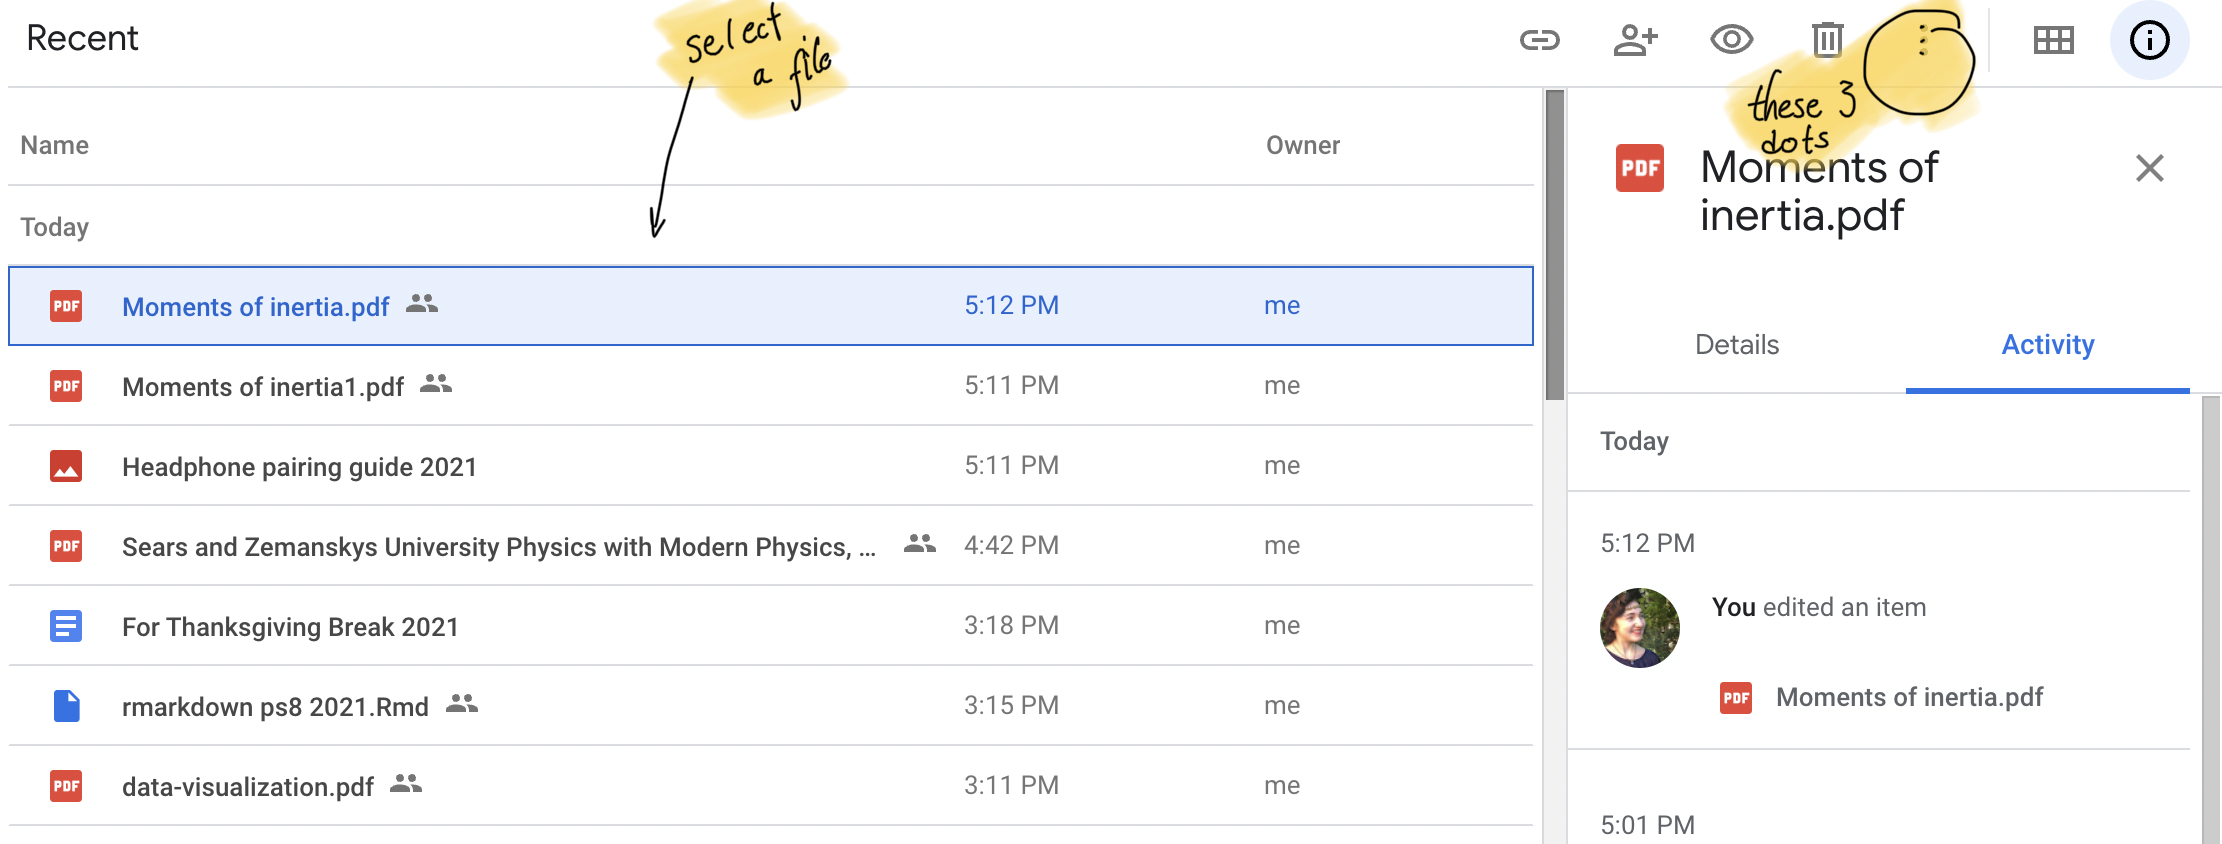 Recent
select
a file
these 3
dots
Name
Owner
Today
PDF Moments of inertia.pdf 5:12 PM me
PDF Moments of inertia1.pdf 5:11 PM me
Headphone pairing guide 2021 5:11 PM me
PDF Sears and Zemanskys University Physics with Modern Physics, ... 4:42 PM me
For Thanksgiving Break 2021 3:18 PM me
rmarkdown ps8 2021.Rmd 3:15 PM me
PDF data-visualization.pdf 3:11 PM me
PDF Moments of
inertia.pdf
Details Activity
Today
5:12 PM
You edited an item
PDF Moments of inertia.pdf
5:01 PM